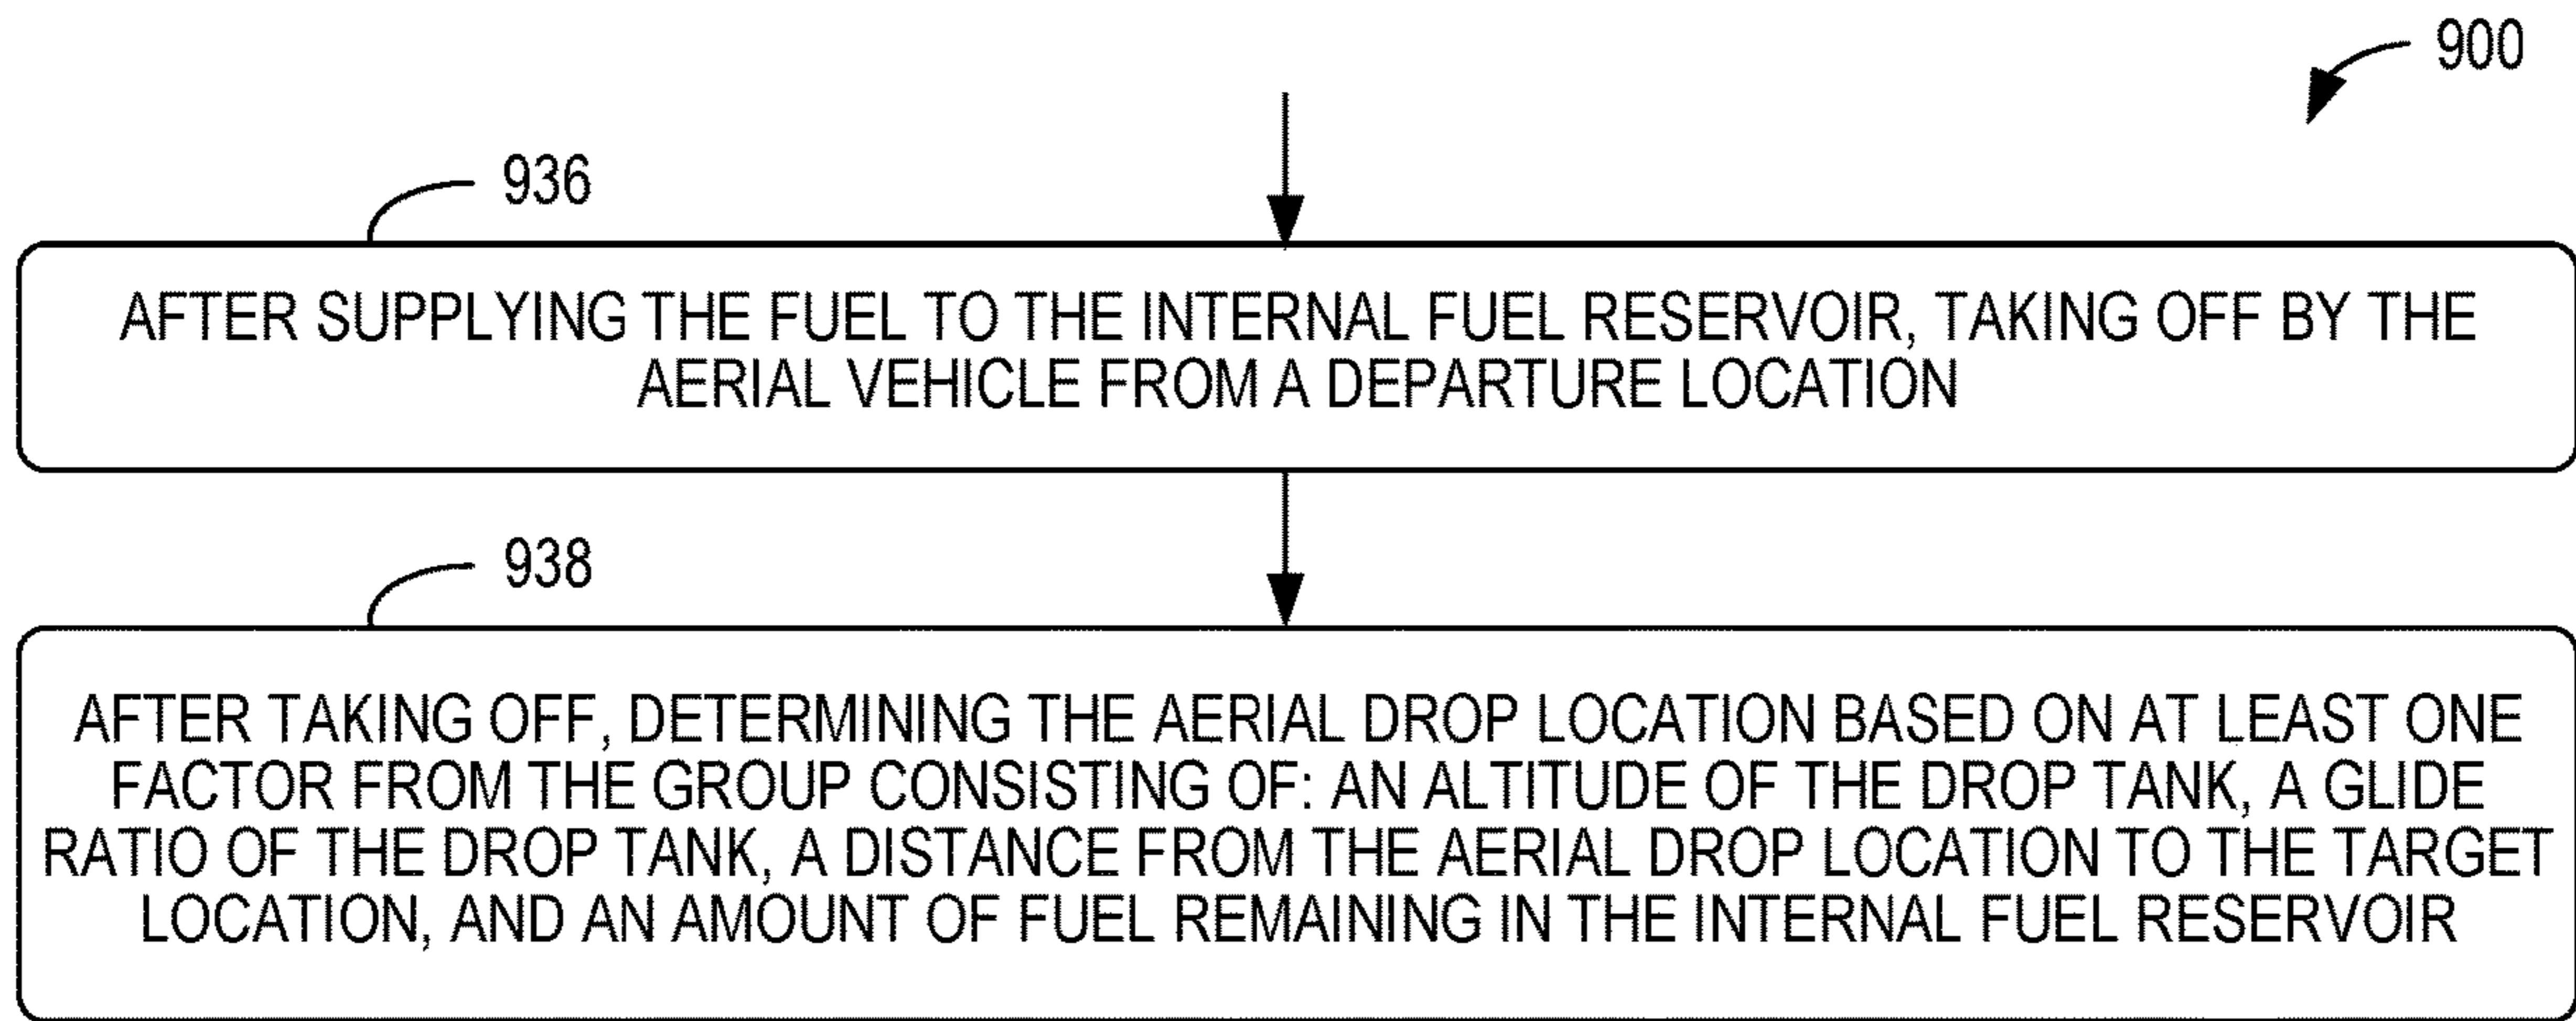 900
936
AFTER SUPPLYING THE FUEL TO THE INTERNAL FUEL RESERVOIR, TAKING OFF BY THE
AERIAL VEHICLE FROM A DEPARTURE LOCATION
938
AFTER TAKING OFF, DETERMINING THE AERIAL DROP LOCATION BASED ON AT LEAST ONE
FACTOR FROM THE GROUP CONSISTING OF: AN ALTITUDE OF THE DROP TANK, A GLIDE
RATIO OF THE DROP TANK, A DISTANCE FROM THE AERIAL DROP LOCATION TO THE TARGET
LOCATION, AND AN AMOUNT OF FUEL REMAINING IN THE INTERNAL FUEL RESERVOIR